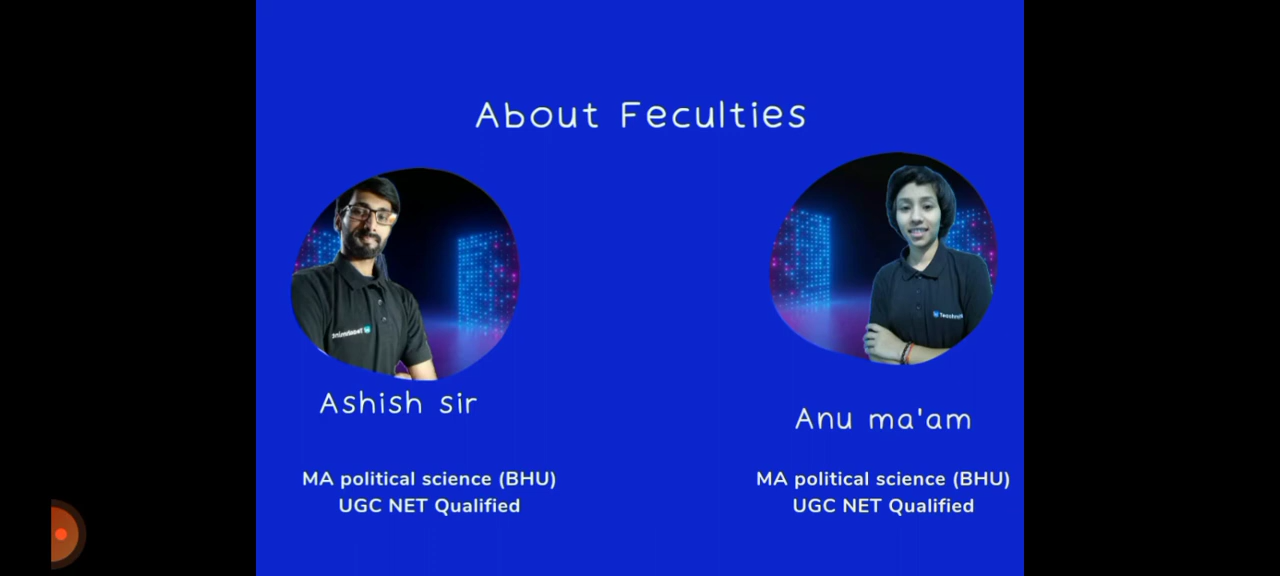 About Feculties
Ashish sir
MA political science (BHU)
UGC NET Qualified
Anu ma'am
MA political science (BHU)
UGC NET Qualified